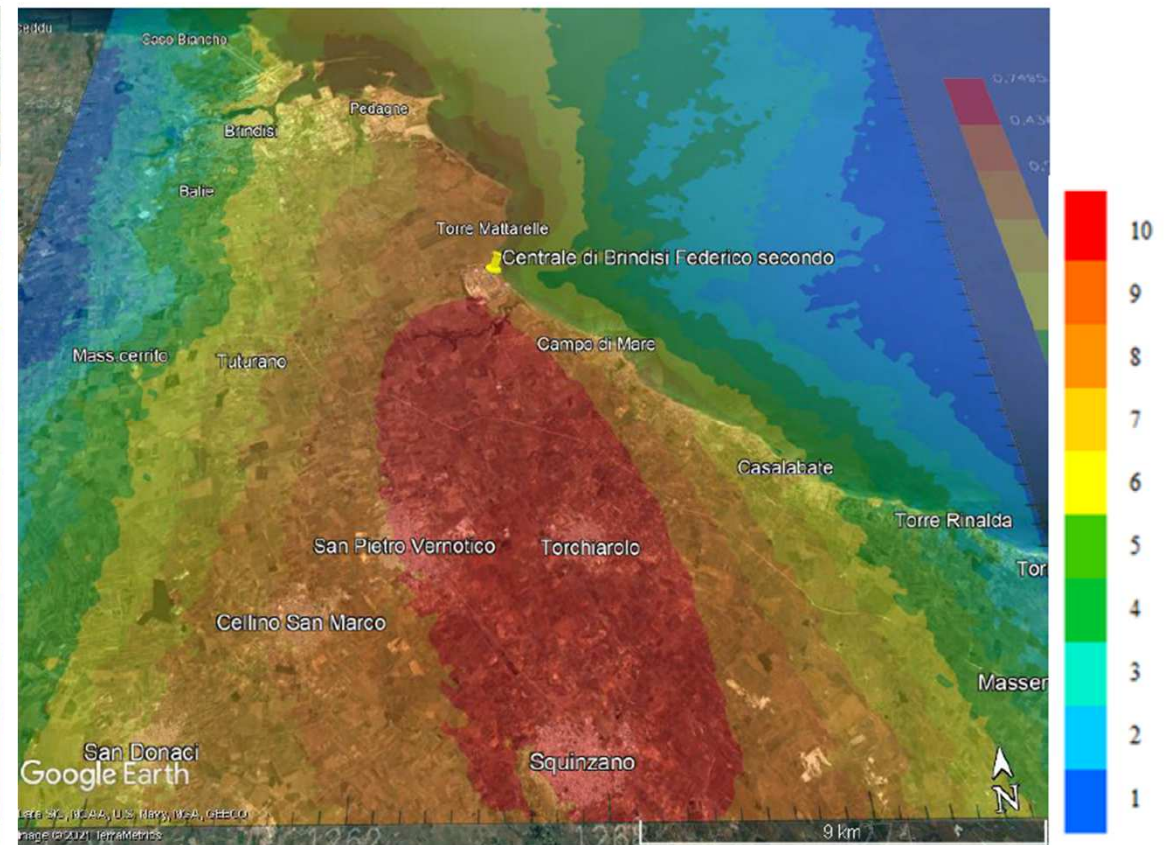 Brindisi
Pedagne
Balie
Torre Mattarelle
Centrale di Brindisi Federico secondo
Mass.cerrito
Tuturano
Campo di Mare
Casalabate
Torre Rinalda
San Pietro Vernotico
Torchiarolo
Cellino San Marco
San Donaci
Squinzano
Google Earth
N
9 km
10
9
8
7
6
5
4
3
2
1